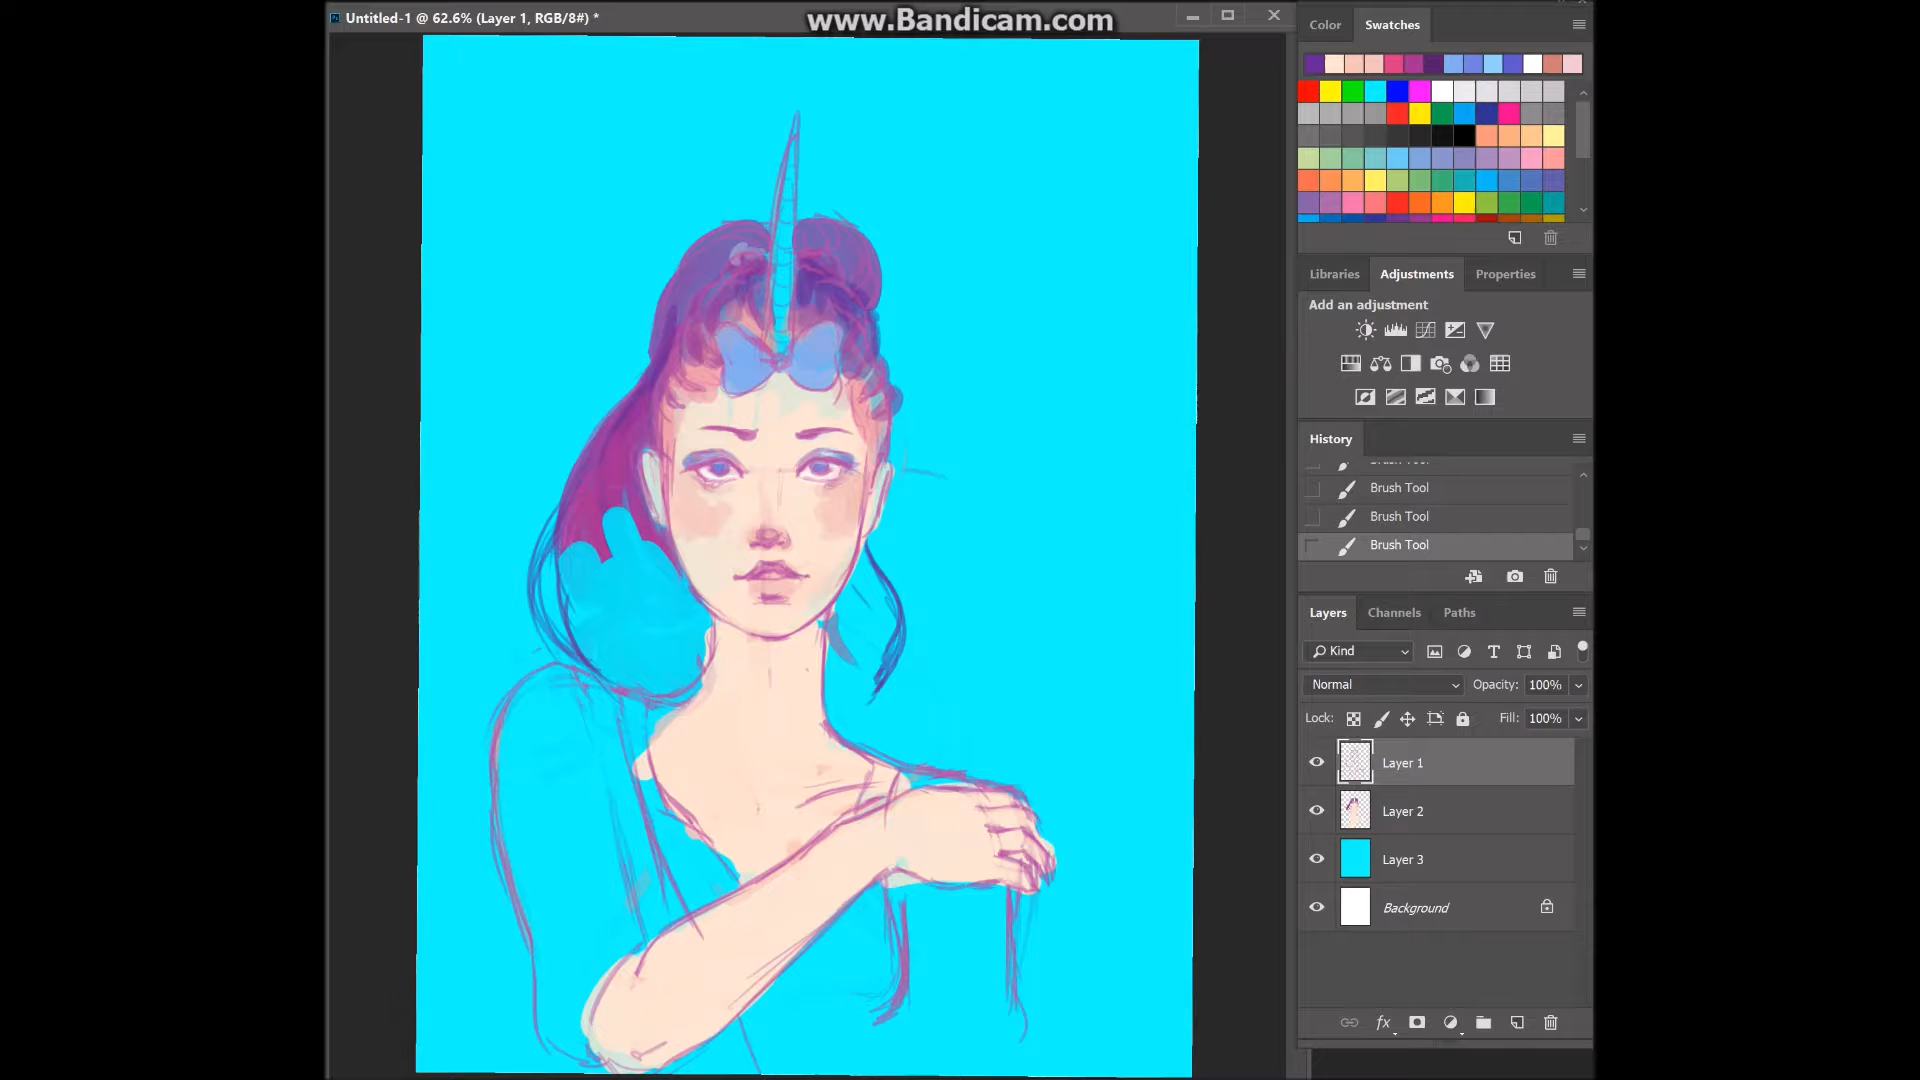 Untitled-1 @ 62.6% (Layer 1, RGB/8#) *
www.Bandicam.com
Color Swatches
Libraries Adjustments Properties
Add an adjustment
History
Brush Tool
Brush Tool
Brush Tool
Brush Tool
Layers Channels Paths
Kind
Normal Opacity: 100%
Lock: Fill: 100%
Layer 1
Layer 2
Layer 3
Background
fx